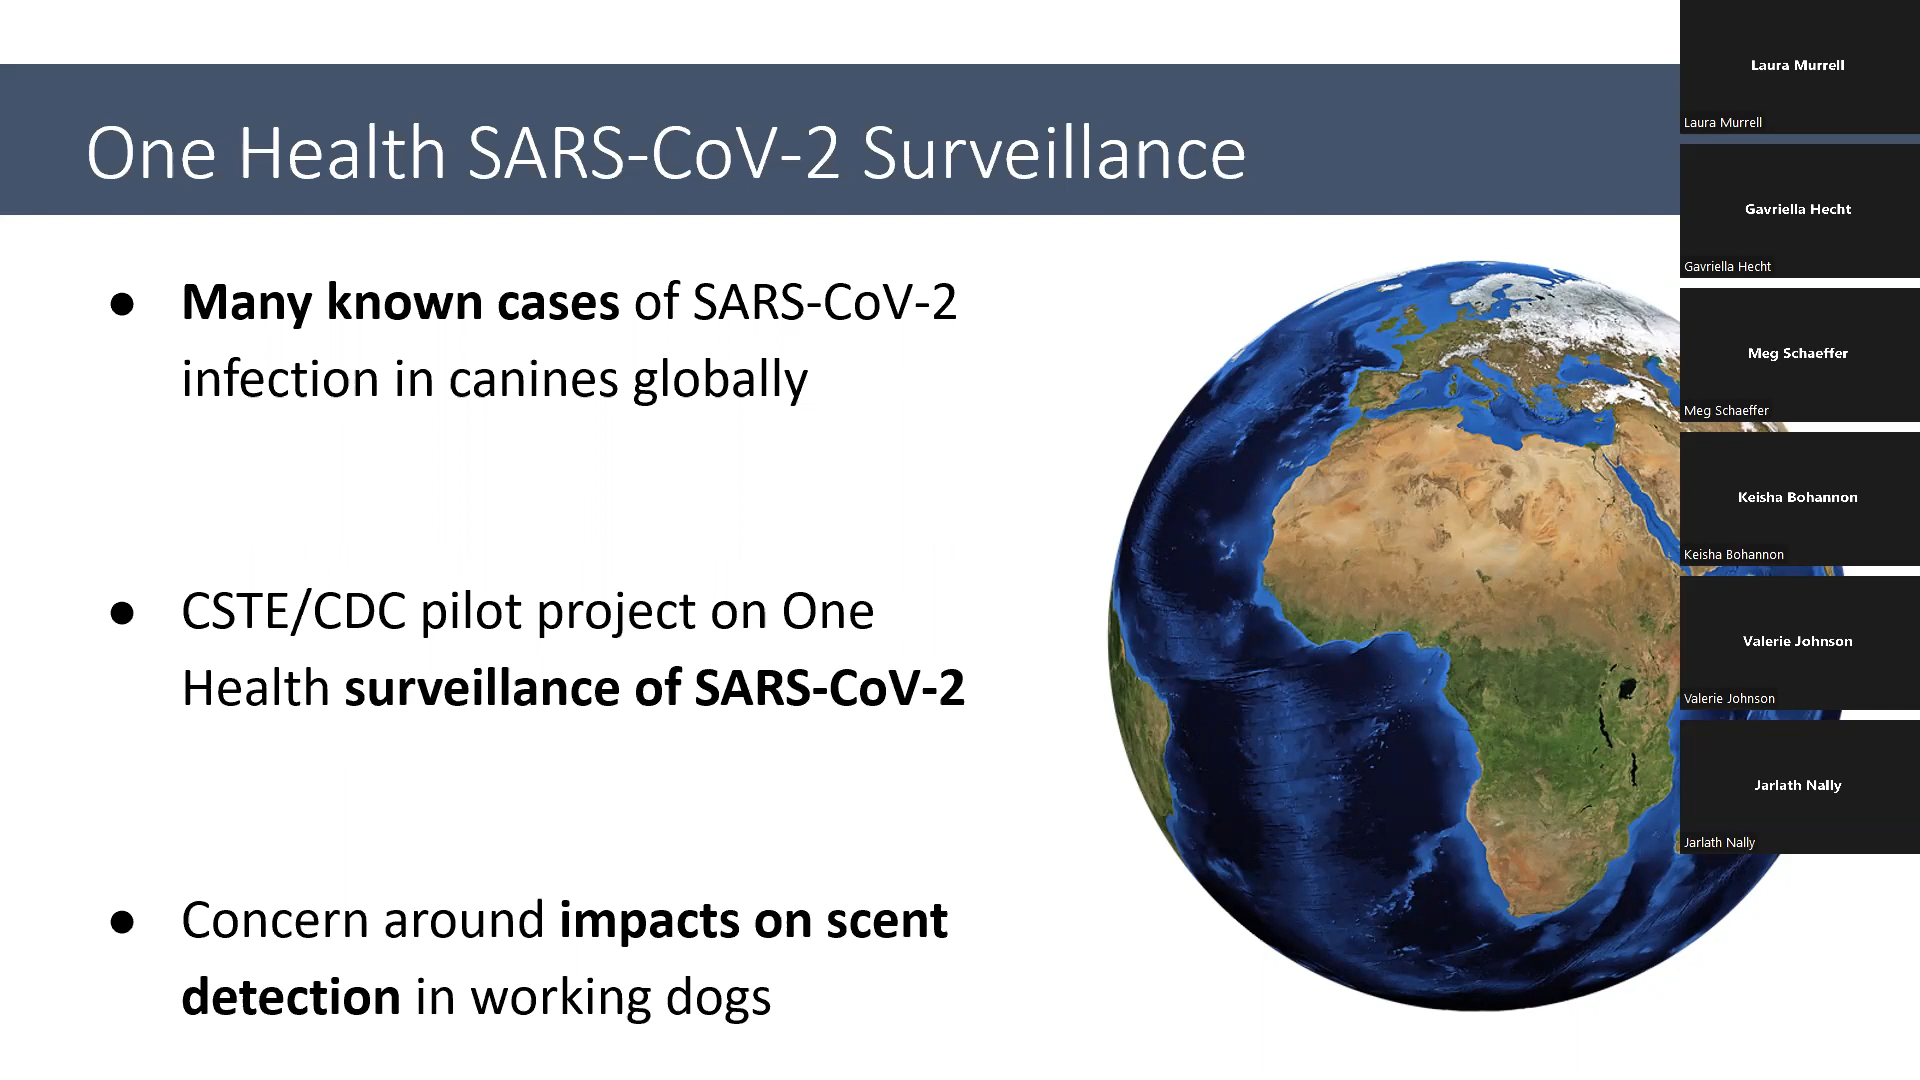 One Health SARS-CoV-2 Surveillance
● Many known cases of SARS-CoV-2
infection in canines globally
● CSTE/CDC pilot project on One
Health surveillance of SARS-CoV-2
● Concern around impacts on scent
detection in working dogs
Laura Murrell
Laura Murrell
Gavriella Hecht
Gavriella Hecht
Meg Schaeffer
Meg Schaeffer
Keisha Bohannon
Keisha Bohannon
Valerie Johnson
Valerie Johnson
Jarlath Nally
Jarlath Nally